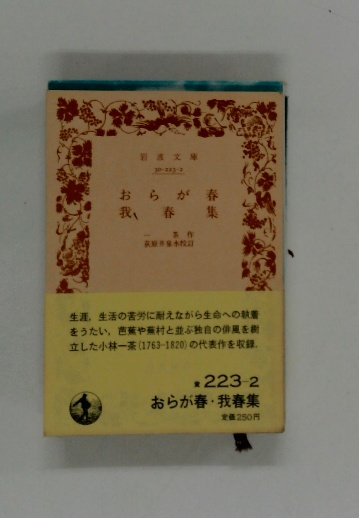 岩波文庫
30-223-2
おらが春
我春集
一茶作
荻原井泉水校訂
生涯，生活の苦労に耐えながら生命への執着
をうたい，芭蕉や蕪村と並ぶ独自の俳風を樹
立した小林一茶(1763-1820)の代表作を収録．
黄 223-2
おらが春・我春集
定価250円